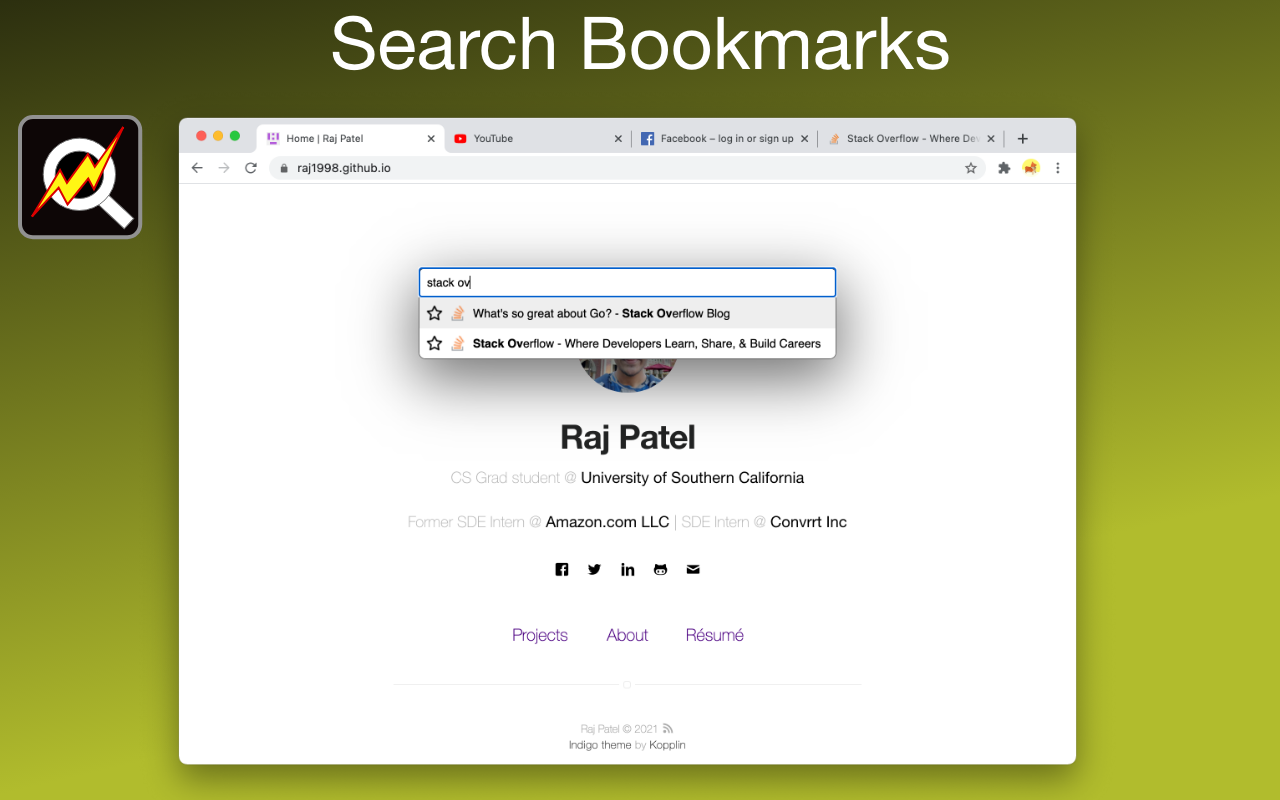 Search Bookmarks
Home | Raj Patel
YouTube
Facebook – log in or sign up
Stack Overflow - Where Dev
raj1998.github.io
stack ov
What's so great about Go? - Stack Overflow Blog
Stack Overflow - Where Developers Learn, Share, & Build Careers
Raj Patel
CS Grad student @ University of Southern California
Former SDE Intern @ Amazon.com LLC | SDE Intern @ Convrrt Inc
Projects About Résumé
Raj Patel © 2021
Indigo theme by Kopplin